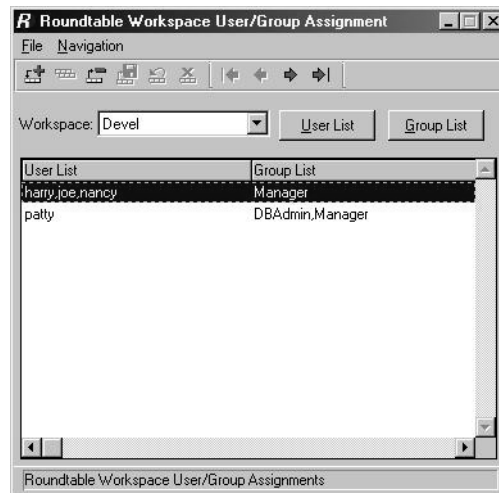 R Roundtable Workspace User/Group Assignment
File Navigation
Workspace: Devel User List Group List
User List Group List
harry,joe,nancy Manager
patty DBAdmin,Manager
Roundtable Workspace User/Group Assignments